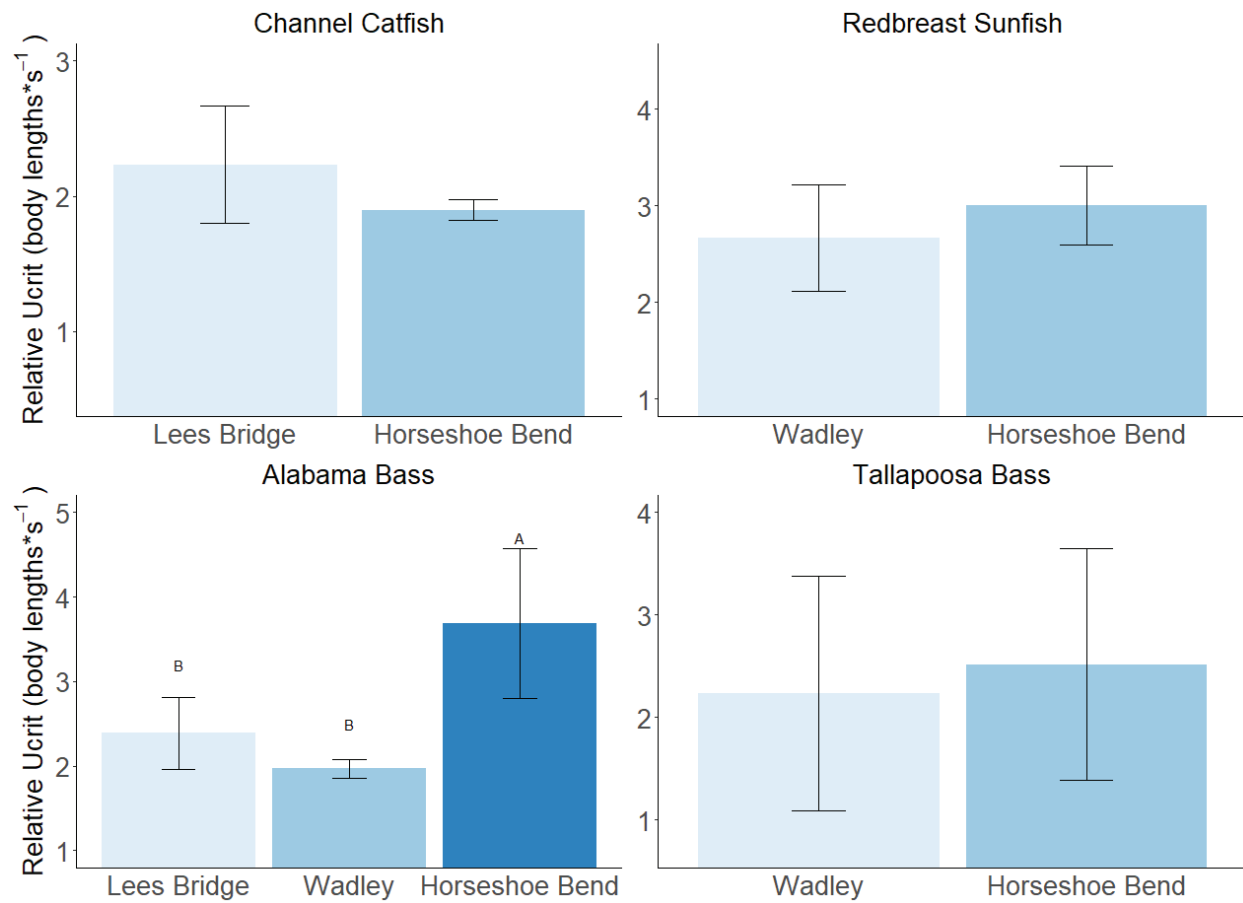 Channel Catfish
Redbreast Sunfish
Relative Ucrit (body lengths*s⁻¹ )
3
2
1
4
3
2
1
Lees Bridge
Horseshoe Bend
Wadley
Horseshoe Bend
Alabama Bass
Tallapoosa Bass
Relative Ucrit (body lengths*s⁻¹ )
5
4
3
2
1
B
B
A
4
3
2
1
Lees Bridge
Wadley
Horseshoe Bend
Wadley
Horseshoe Bend